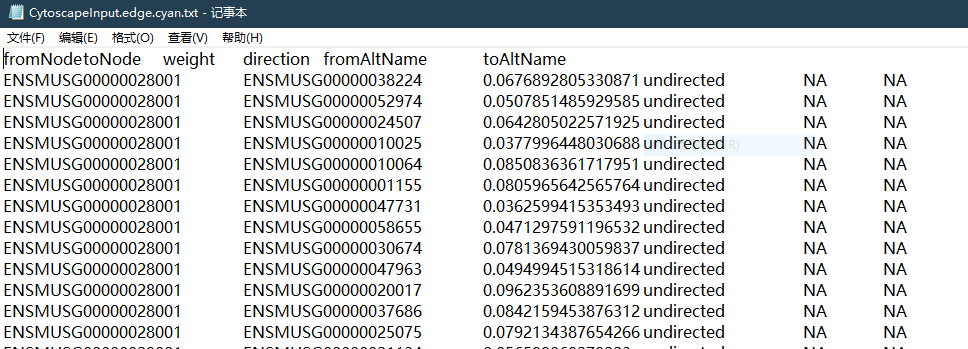 CytoscapeInput.edge.cyan.txt - 记事本
文件(F) 编辑(E) 格式(O) 查看(V) 帮助(H)
fromNode toNode weight direction fromAltName toAltName
ENSMUSG00000028001 ENSMUSG00000038224 0.0676892805330871 undirected NA NA
ENSMUSG00000028001 ENSMUSG00000052974 0.0507851485929585 undirected NA NA
ENSMUSG00000028001 ENSMUSG00000024507 0.0642805022571925 undirected NA NA
ENSMUSG00000028001 ENSMUSG00000010025 0.0377996448030688 undirected NA NA
ENSMUSG00000028001 ENSMUSG00000010064 0.0850836361717951 undirected NA NA
ENSMUSG00000028001 ENSMUSG00000001155 0.0805965642565764 undirected NA NA
ENSMUSG00000028001 ENSMUSG00000047731 0.0362599415353493 undirected NA NA
ENSMUSG00000028001 ENSMUSG00000058655 0.0471297591196532 undirected NA NA
ENSMUSG00000028001 ENSMUSG00000030674 0.0781369430059837 undirected NA NA
ENSMUSG00000028001 ENSMUSG00000047963 0.0494994515318614 undirected NA NA
ENSMUSG00000028001 ENSMUSG00000020017 0.0962353608891699 undirected NA NA
ENSMUSG00000028001 ENSMUSG00000037686 0.0842159453876312 undirected NA NA
ENSMUSG00000028001 ENSMUSG00000025075 0.0792134387654266 undirected NA NA